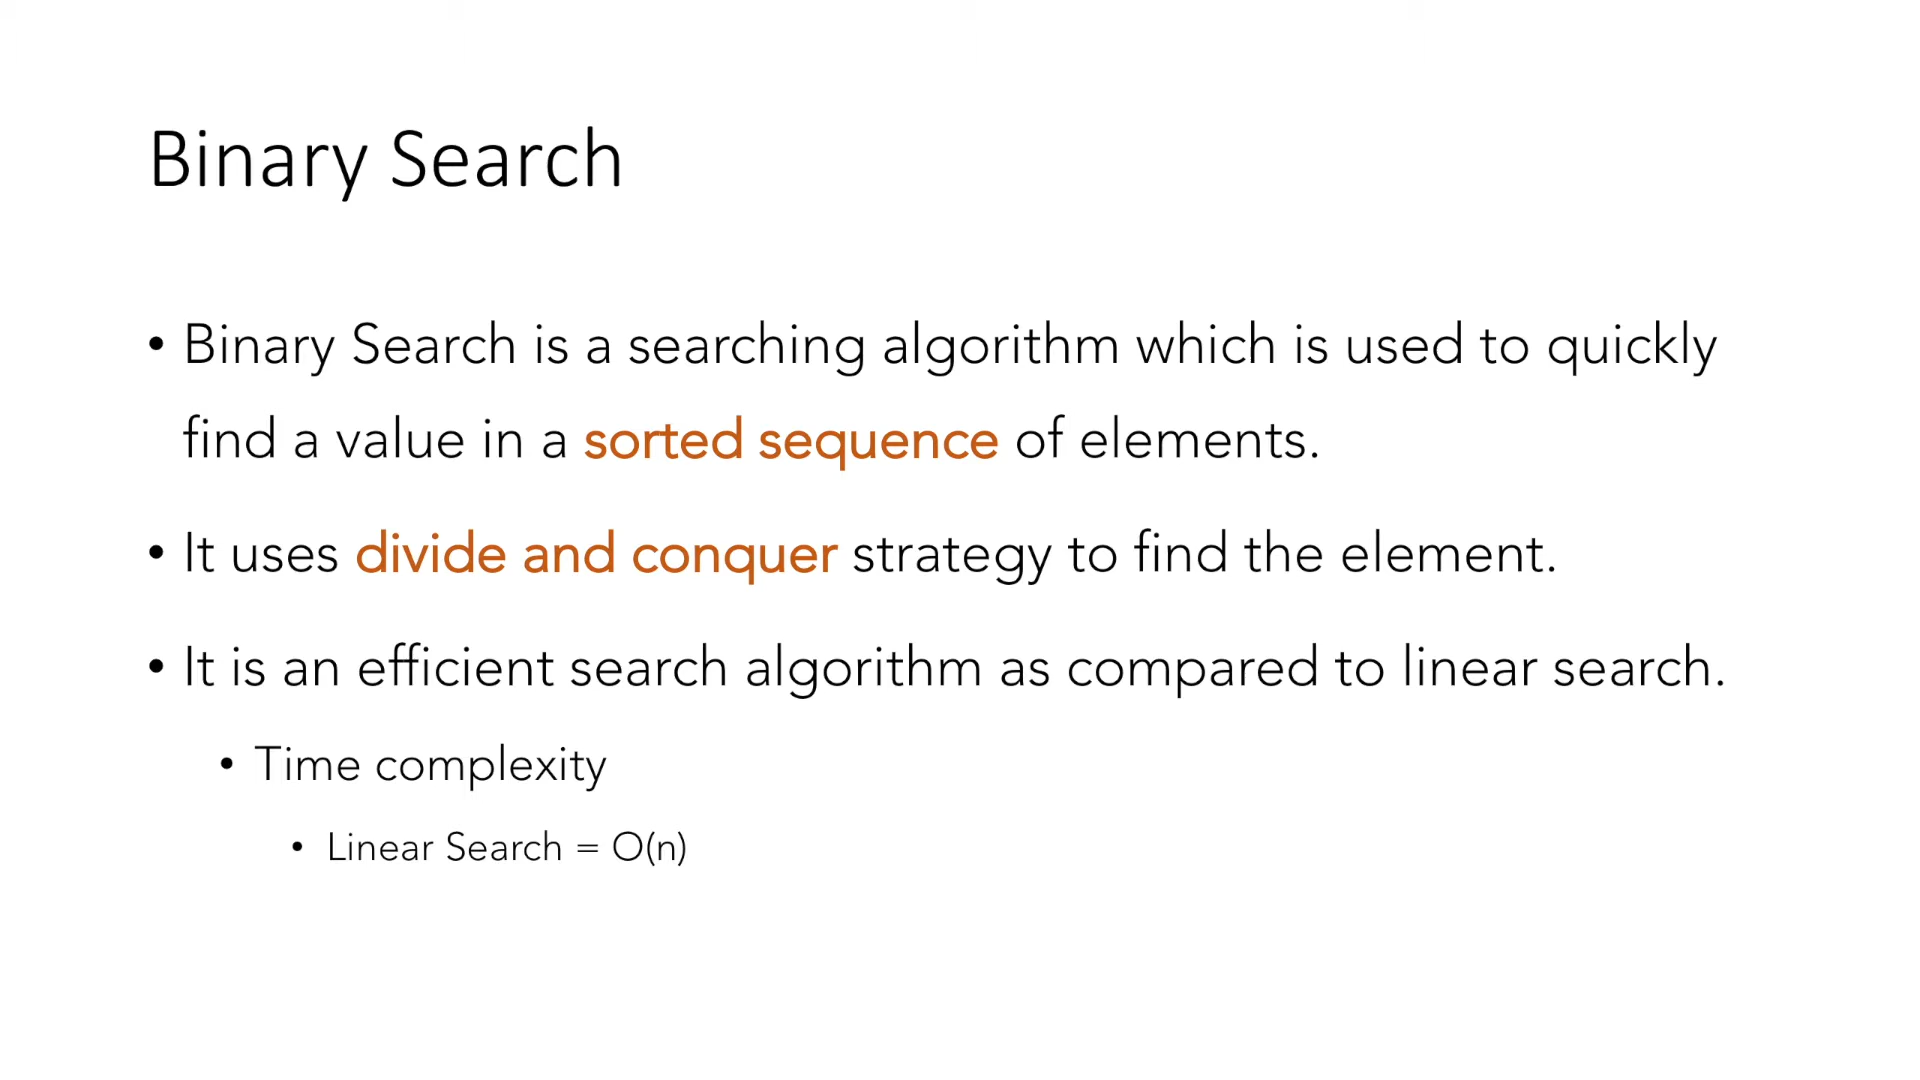 Binary Search
• Binary Search is a searching algorithm which is used to quickly
find a value in a sorted sequence of elements.
• It uses divide and conquer strategy to find the element.
• It is an efficient search algorithm as compared to linear search.
• Time complexity
• Linear Search = O(n)